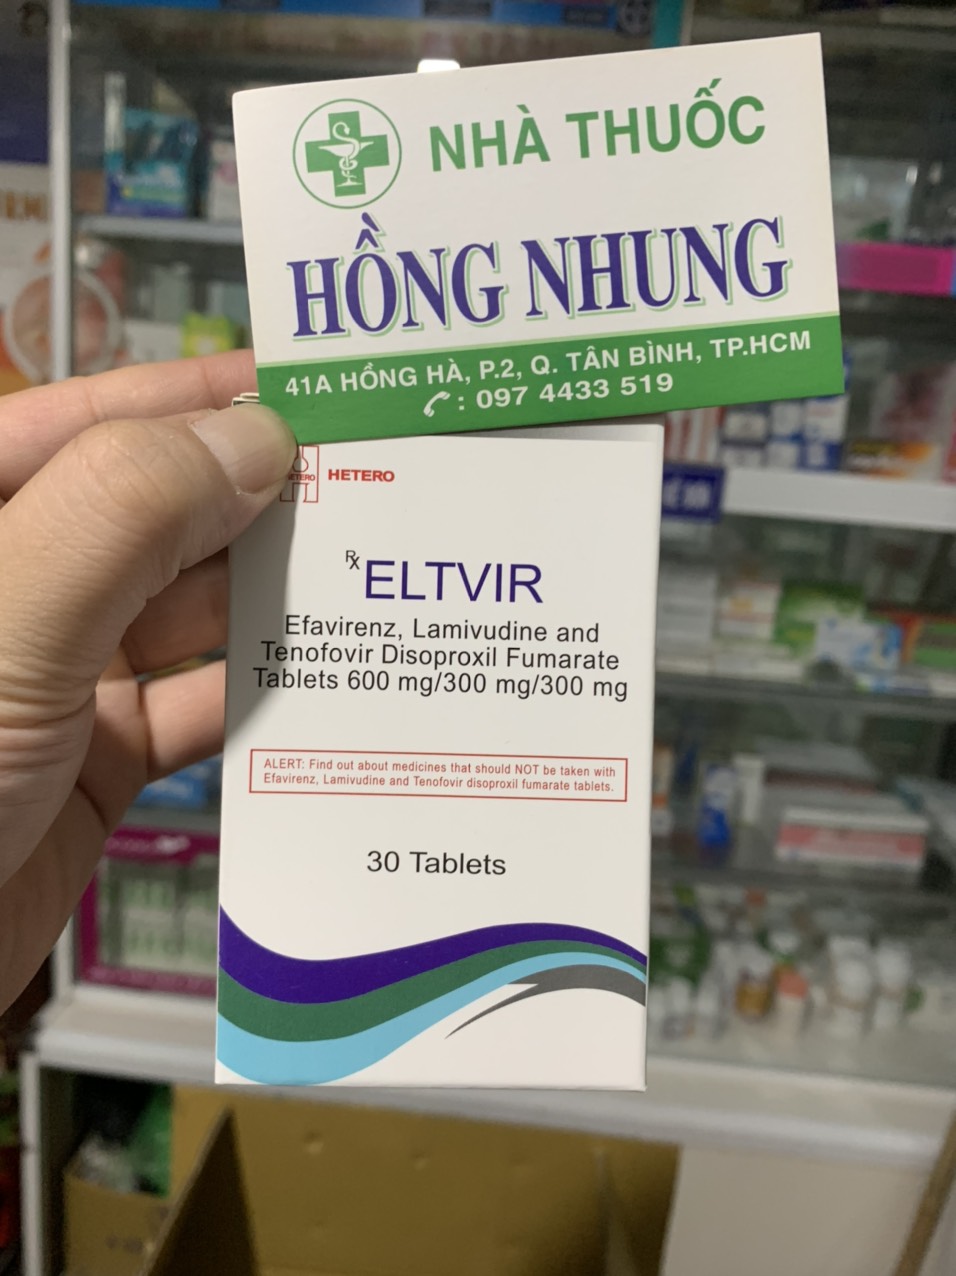 NHÀ THUỐC
HỒNG NHUNG
41A HỒNG HÀ, P.2, Q. TÂN BÌNH, TP.HCM
: 097 4433 519
HETERO
Rx ELTVIR
Efavirenz, Lamivudine and
Tenofovir Disoproxil Fumarate
Tablets 600 mg/300 mg/300 mg
ALERT: Find out about medicines that should NOT be taken with
Efavirenz, Lamivudine and Tenofovir disoproxil fumarate tablets.
30 Tablets